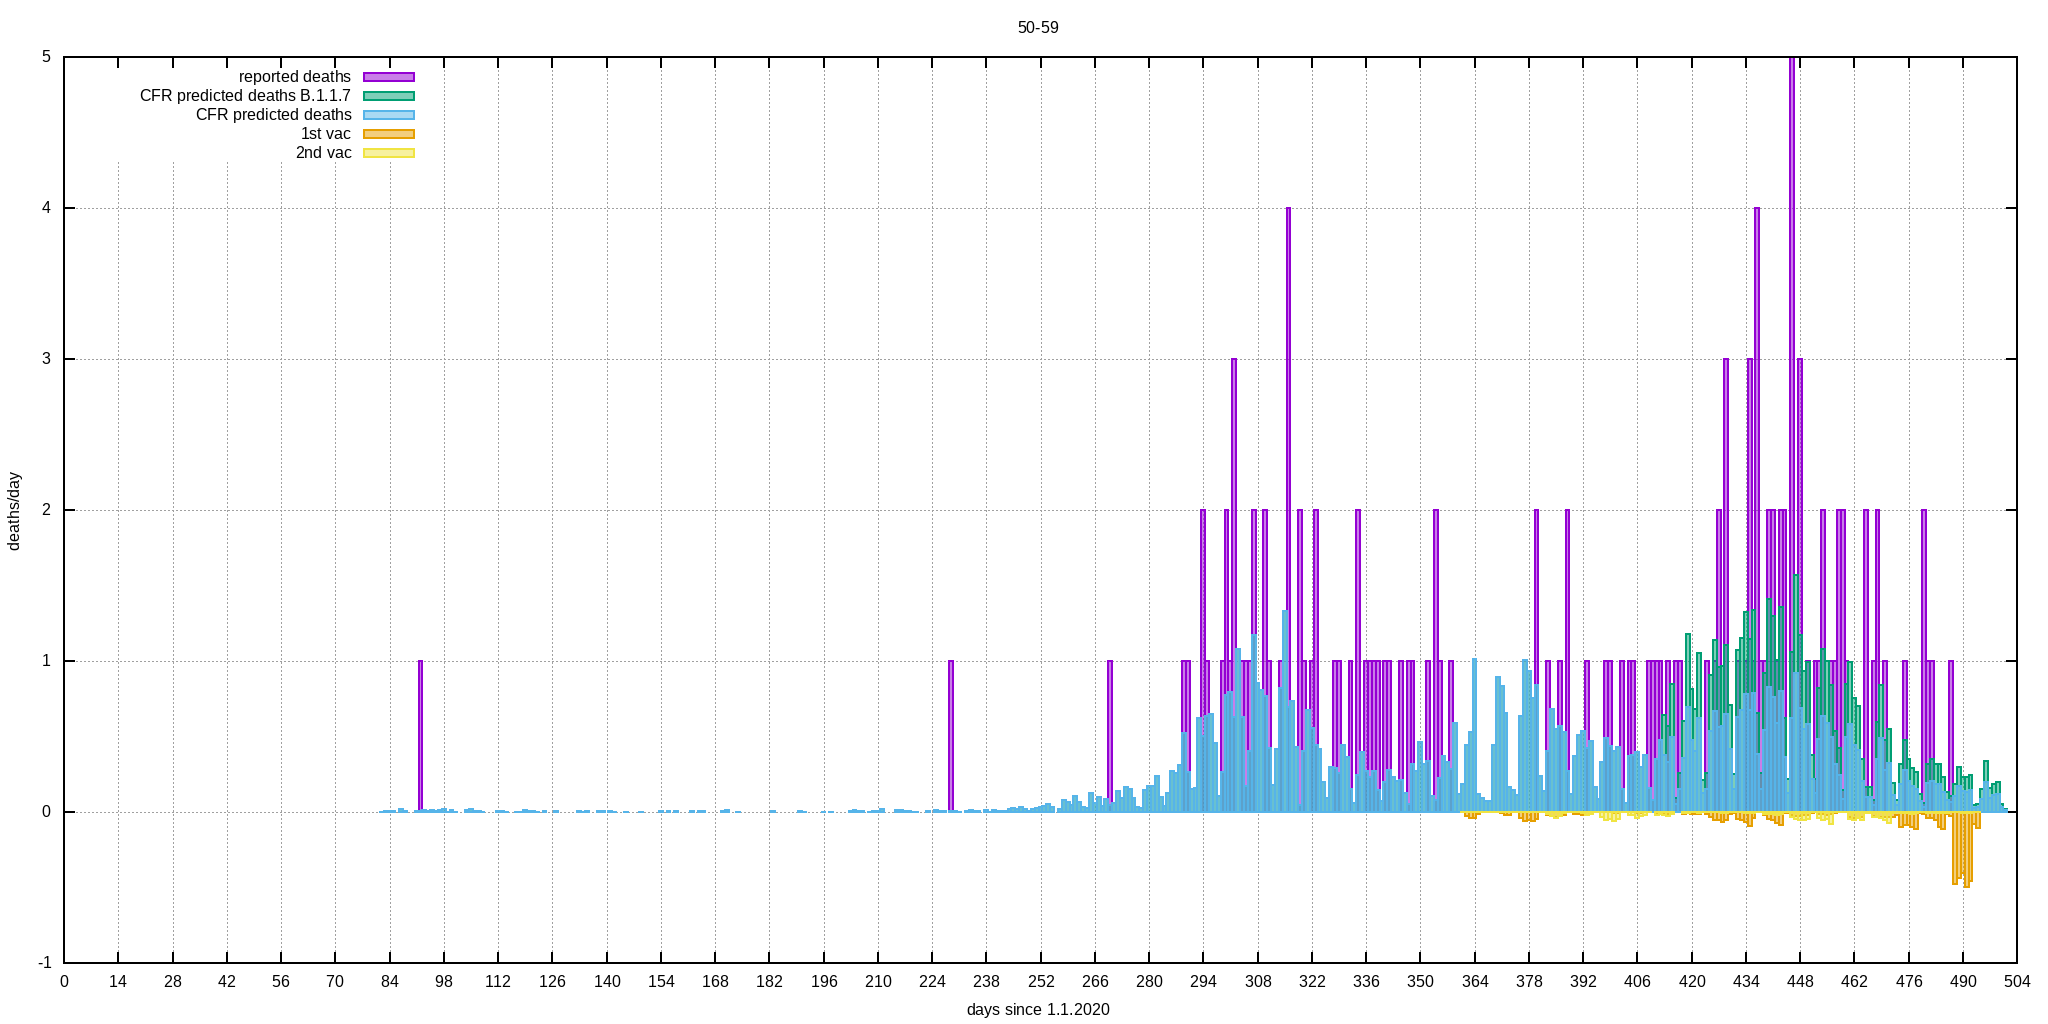 50-59
5
reported deaths
CFR predicted deaths B.1.1.7
CFR predicted deaths
1st vac
2nd vac
4
3
2
1
0
-1
deaths/day
0 14 28 42 56 70 84 98 112 126 140 154 168 182 196 210 224 238 252 266 280 294 308 322 336 350 364 378 392 406 420 434 448 462 476 490 504
days since 1.1.2020